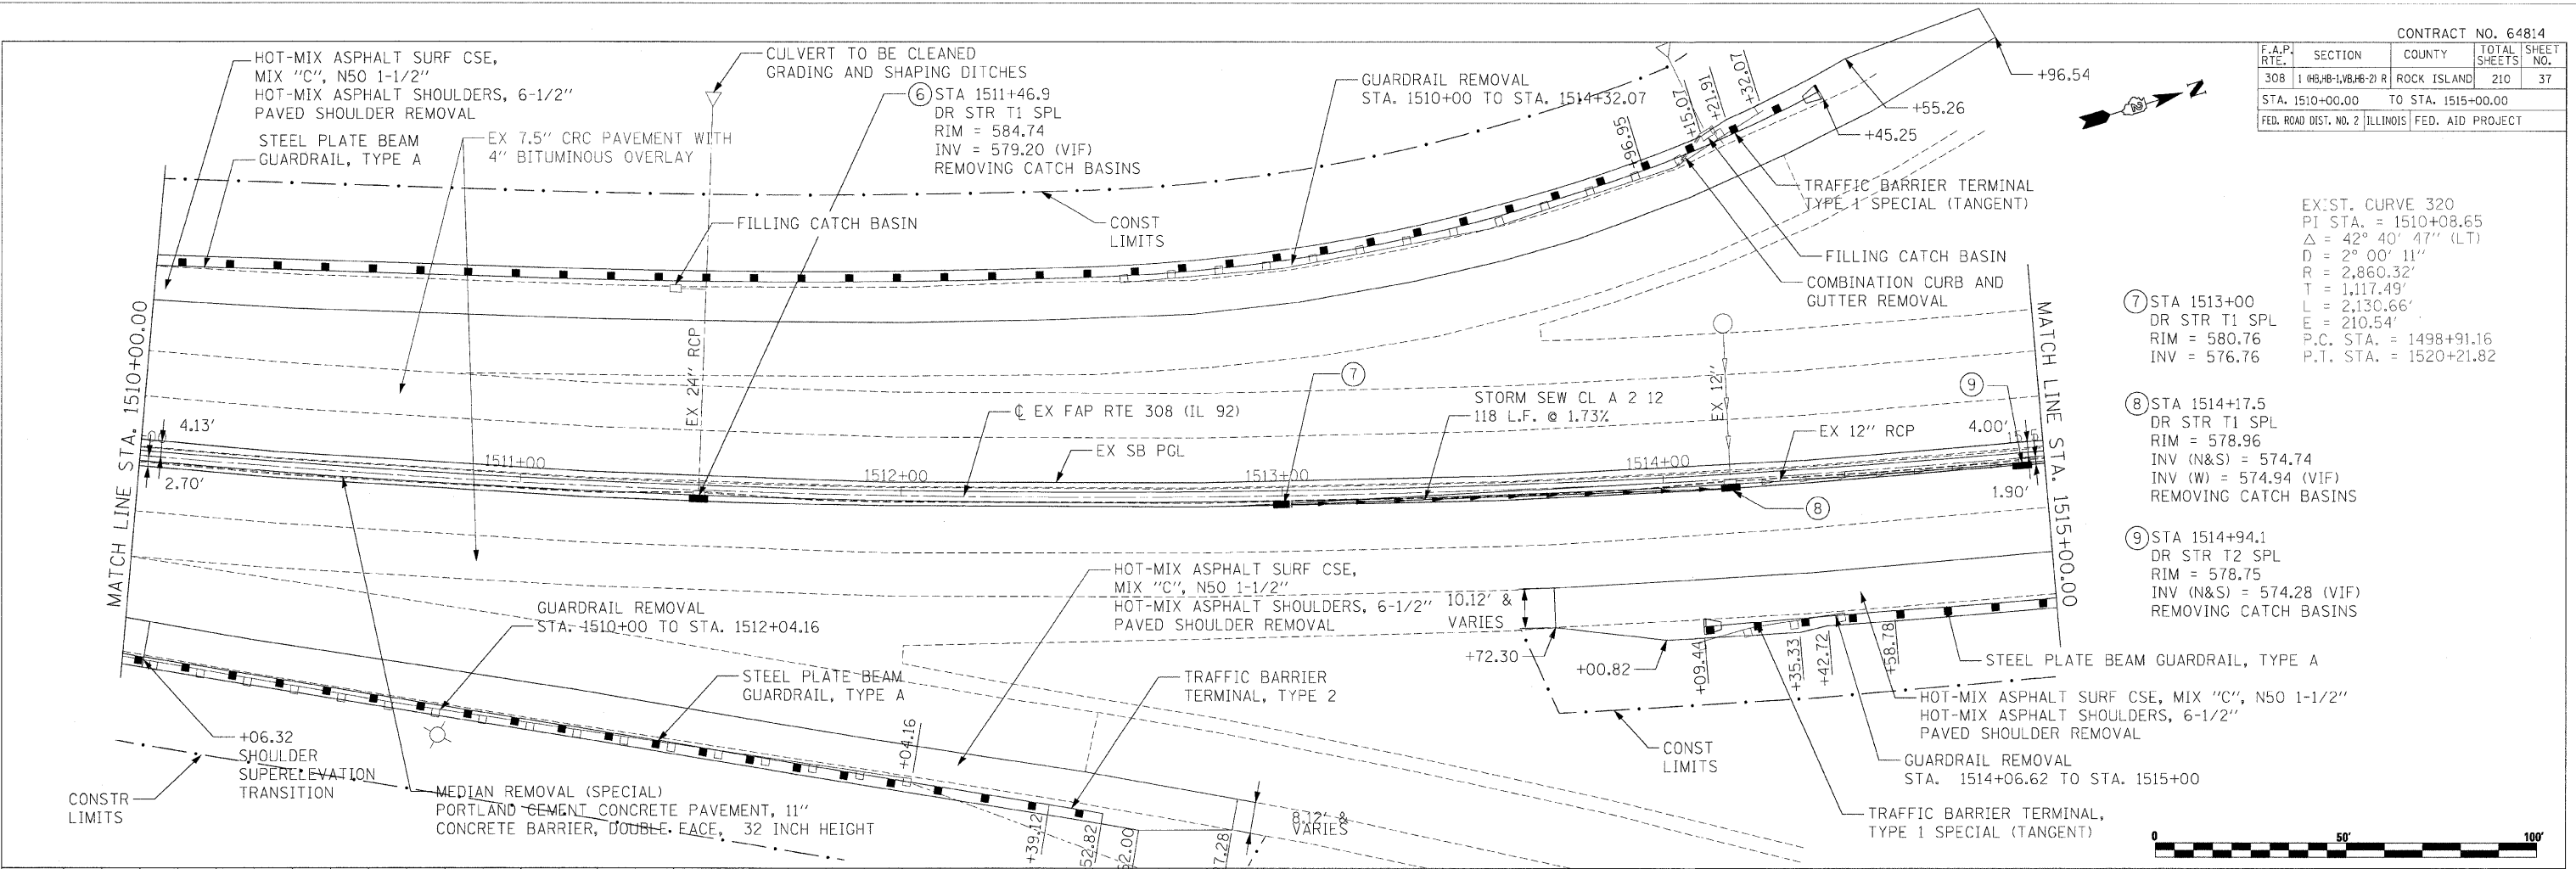 CONTRACT NO. 64814
F.A.P. RTE. SECTION COUNTY TOTAL SHEETS SHEET NO.
308 1 (HB,HB-1,VB,HB-2) R ROCK ISLAND 210 37
STA. 1510+00.00 TO STA. 1515+00.00
FED. ROAD DIST. NO. 2 ILLINOIS FED. AID PROJECT
HOT-MIX ASPHALT SURF CSE,
MIX "C", N50 1-1/2"
HOT-MIX ASPHALT SHOULDERS, 6-1/2"
PAVED SHOULDER REMOVAL
STEEL PLATE BEAM
GUARDRAIL, TYPE A
EX 7.5" CRC PAVEMENT WITH
4" BITUMINOUS OVERLAY
CULVERT TO BE CLEANED
GRADING AND SHAPING DITCHES
6 STA 1511+46.9
DR STR T1 SPL
RIM = 584.74
INV = 579.20 (VIF)
REMOVING CATCH BASINS
FILLING CATCH BASIN
CONST
LIMITS
GUARDRAIL REMOVAL
STA. 1510+00 TO STA. 1514+32.07
+96.95
+15.07
+21.91
+32.07
+96.54
+55.26
+45.25
N
TRAFFIC BARRIER TERMINAL
TYPE 1 SPECIAL (TANGENT)
FILLING CATCH BASIN
COMBINATION CURB AND
GUTTER REMOVAL
EXIST. CURVE 320
PI STA. = 1510+08.65
Δ = 42° 40' 47" (LT)
D = 2° 00' 11"
R = 2,860.32'
T = 1,117.49'
L = 2,130.66'
E = 210.54'
P.C. STA. = 1498+91.16
P.T. STA. = 1520+21.82
7 STA 1513+00
DR STR T1 SPL
RIM = 580.76
INV = 576.76
8 STA 1514+17.5
DR STR T1 SPL
RIM = 578.96
INV (N&S) = 574.74
INV (W) = 574.94 (VIF)
REMOVING CATCH BASINS
9 STA 1514+94.1
DR STR T2 SPL
RIM = 578.75
INV (N&S) = 574.28 (VIF)
REMOVING CATCH BASINS
MATCH LINE STA. 1510+00.00
4.13'
2.70'
EX 24" RCP
℄ EX FAP RTE 308 (IL 92)
EX SB PGL
7
STORM SEW CL A 2 12
118 L.F. @ 1.73%
EX 12"
EX 12" RCP
9
4.00'
1.90'
8
1511+00
1512+00
1513+00
1514+00
MATCH LINE STA. 1515+00.00
GUARDRAIL REMOVAL
STA. 1510+00 TO STA. 1512+04.16
HOT-MIX ASPHALT SURF CSE,
MIX "C", N50 1-1/2"
HOT-MIX ASPHALT SHOULDERS, 6-1/2"
PAVED SHOULDER REMOVAL
10.12' &
VARIES
+72.30
+00.82
+09.44
+35.33
+42.72
+58.78
STEEL PLATE BEAM GUARDRAIL, TYPE A
STEEL PLATE BEAM
GUARDRAIL, TYPE A
TRAFFIC BARRIER
TERMINAL, TYPE 2
HOT-MIX ASPHALT SURF CSE, MIX "C", N50 1-1/2"
HOT-MIX ASPHALT SHOULDERS, 6-1/2"
PAVED SHOULDER REMOVAL
CONST
LIMITS
GUARDRAIL REMOVAL
STA. 1514+06.62 TO STA. 1515+00
TRAFFIC BARRIER TERMINAL,
TYPE 1 SPECIAL (TANGENT)
+06.32
SHOULDER
SUPERELEVATION
TRANSITION
CONSTR
LIMITS
MEDIAN REMOVAL (SPECIAL)
PORTLAND CEMENT CONCRETE PAVEMENT, 11"
CONCRETE BARRIER, DOUBLE FACE, 32 INCH HEIGHT
+04.16
+39.12
52.82
62.00
7.28
8.12' &
VARIES
0 50' 100'